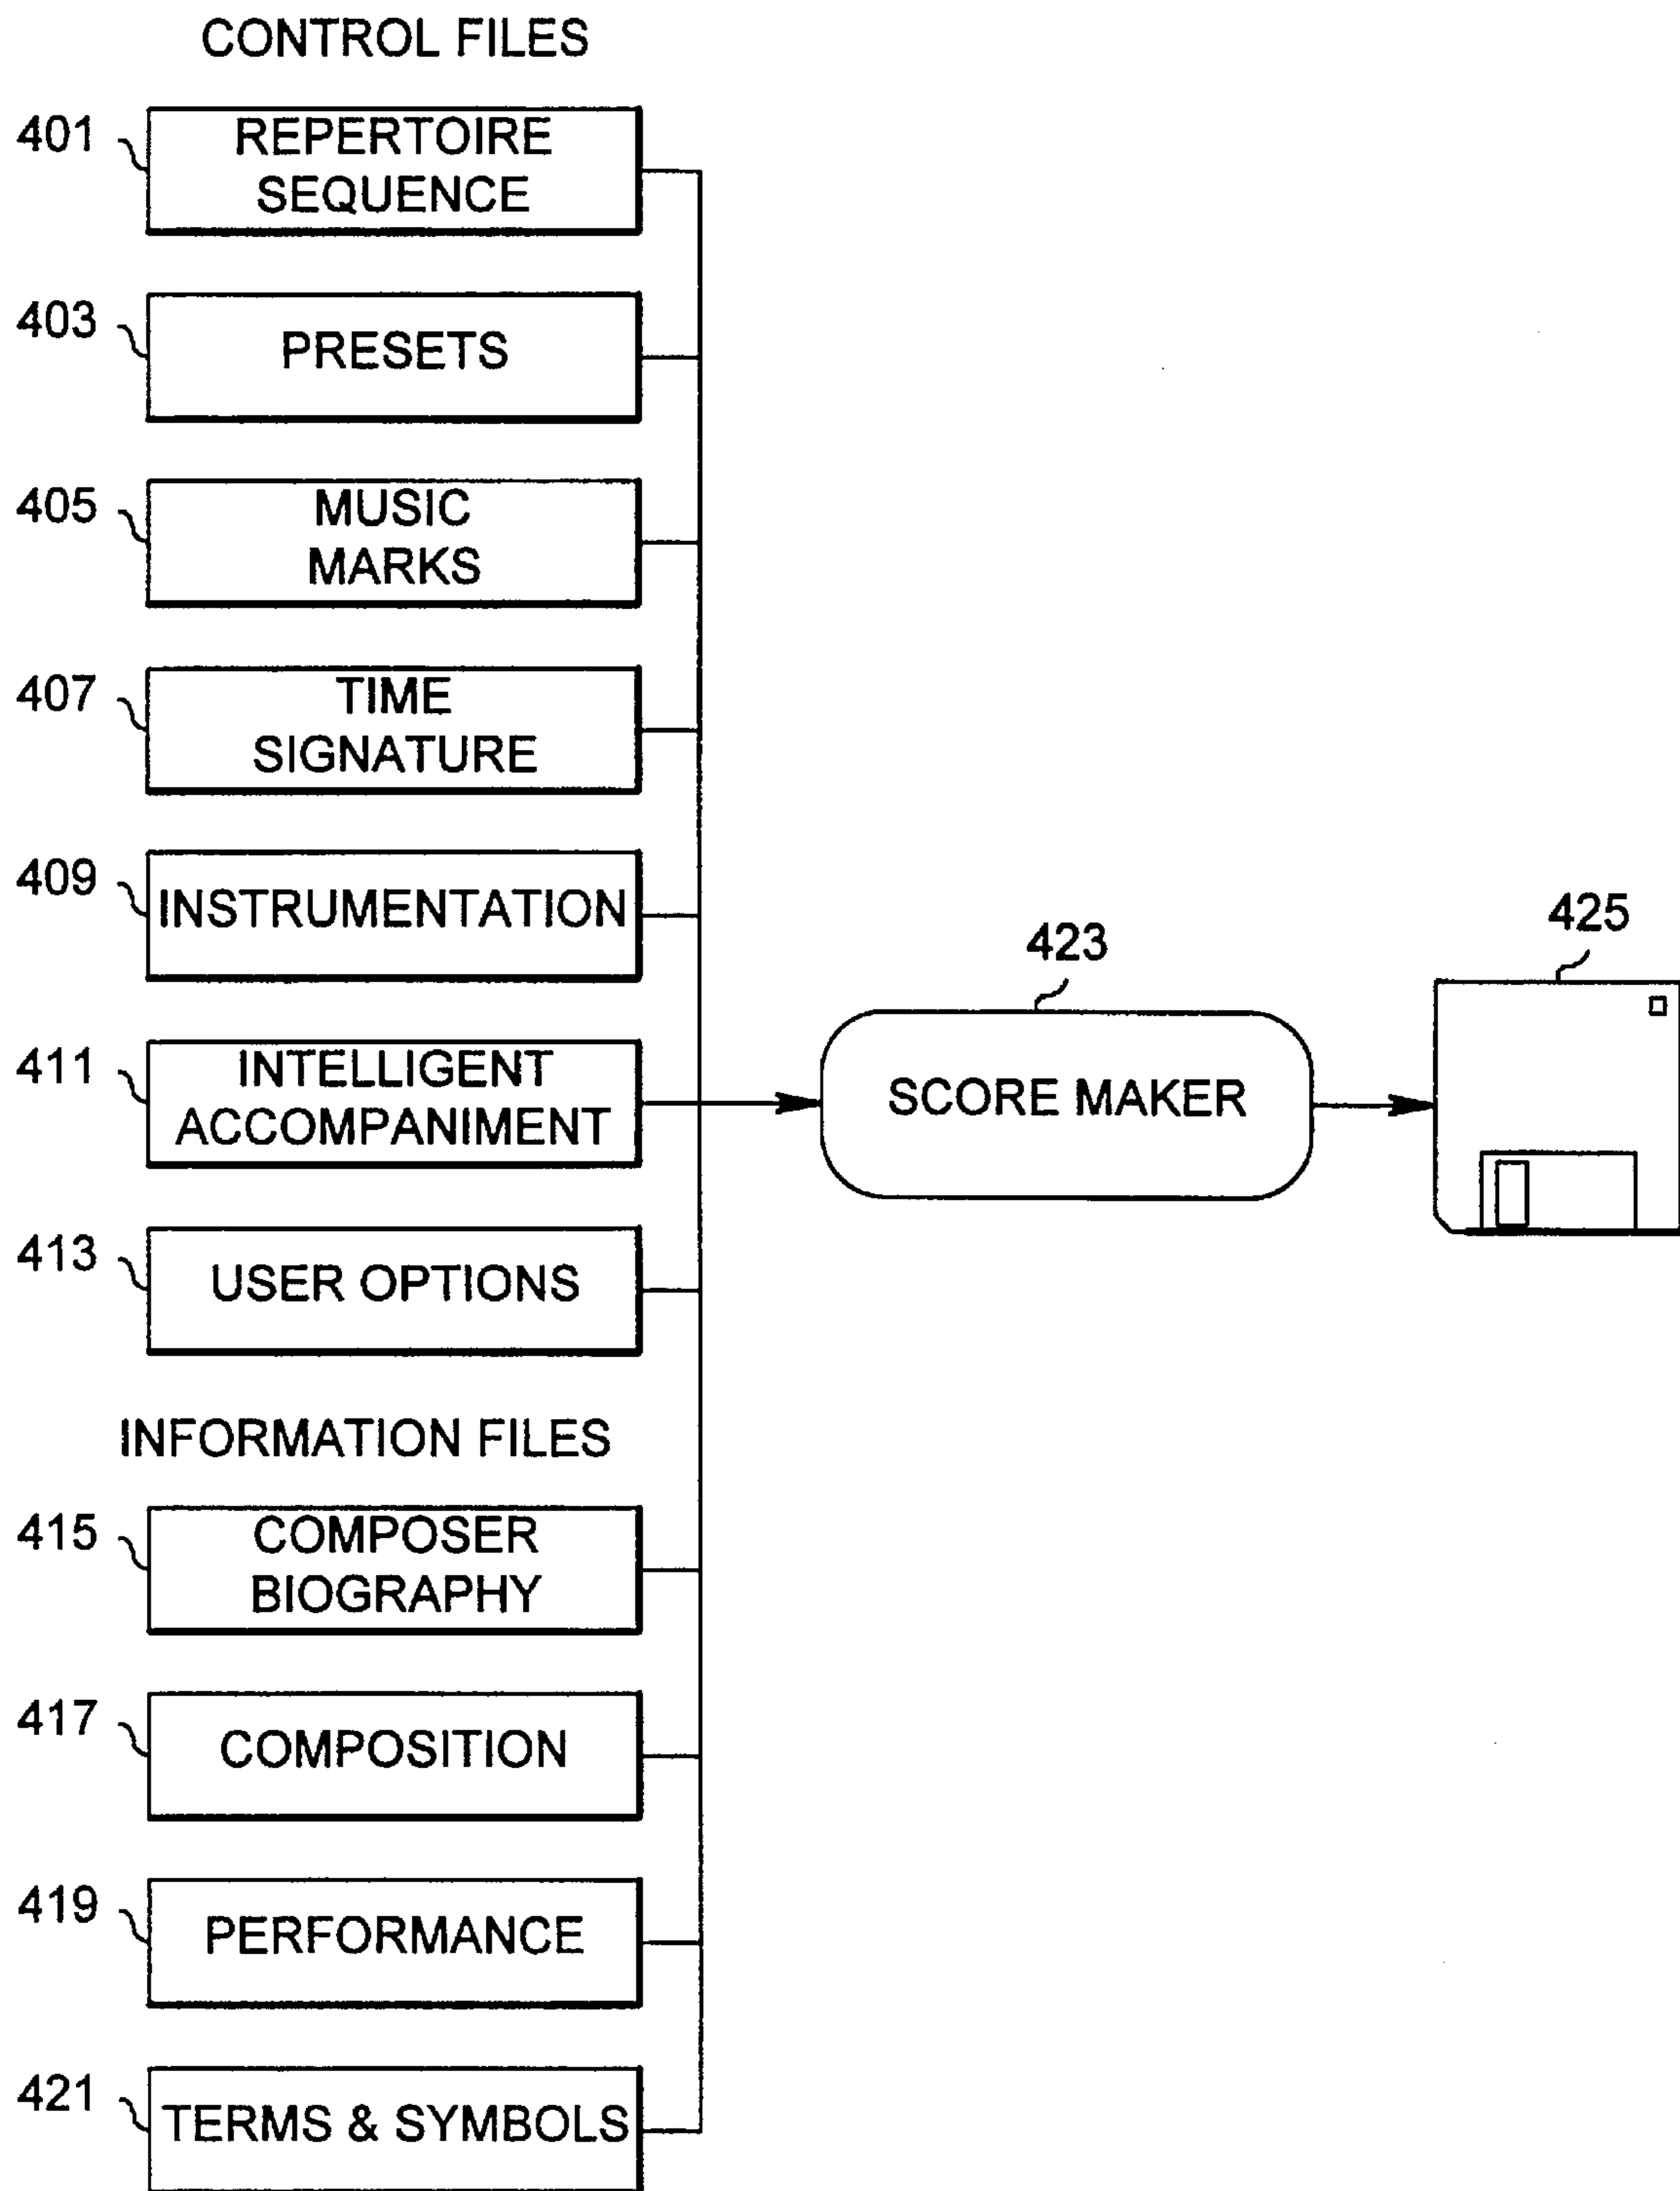 CONTROL FILES
401
REPERTOIRE
SEQUENCE
403
PRESETS
405
MUSIC
MARKS
407
TIME
SIGNATURE
409
INSTRUMENTATION
411
INTELLIGENT
ACCOMPANIMENT
413
USER OPTIONS
INFORMATION FILES
415
COMPOSER
BIOGRAPHY
417
COMPOSITION
419
PERFORMANCE
421
TERMS & SYMBOLS
423
SCORE MAKER
425